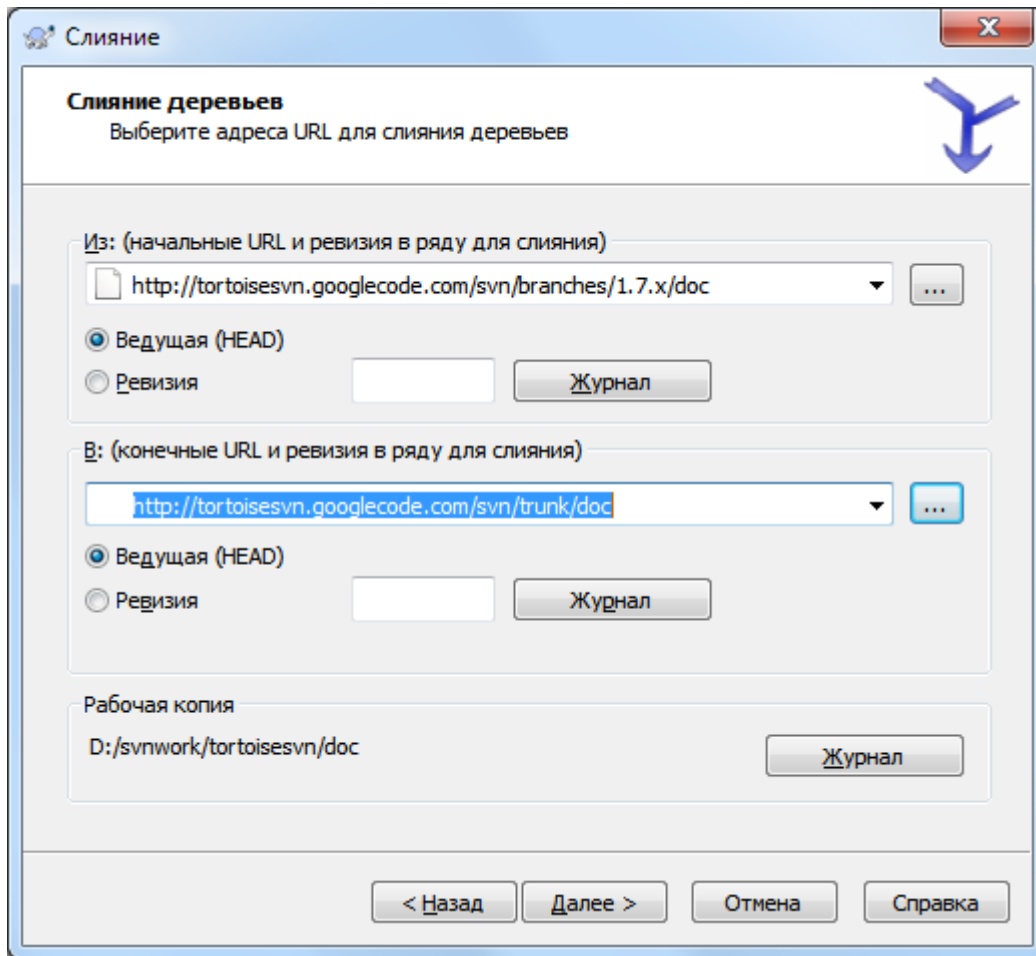 Слияние
Слияние деревьев
Выберите адреса URL для слияния деревьев
Из: (начальные URL и ревизия в ряду для слияния)
http://tortoisesvn.googlecode.com/svn/branches/1.7.x/doc ...
Ведущая (HEAD)
Ревизия Журнал
В: (конечные URL и ревизия в ряду для слияния)
http://tortoisesvn.googlecode.com/svn/trunk/doc ...
Ведущая (HEAD)
Ревизия Журнал
Рабочая копия
D:/svnwork/tortoisesvn/doc Журнал
< Назад Далее > Отмена Справка